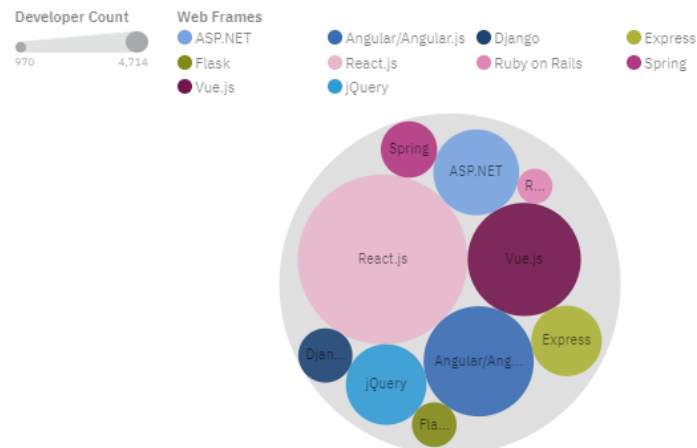 Developer Count
970 4,714
Web Frames
ASP.NET Angular/Angular.js Django Express
Flask React.js Ruby on Rails Spring
Vue.js jQuery
Spring
ASP.NET
R...
React.js
Vue.js
Express
Djan...
Angular/Ang...
jQuery
Fla...